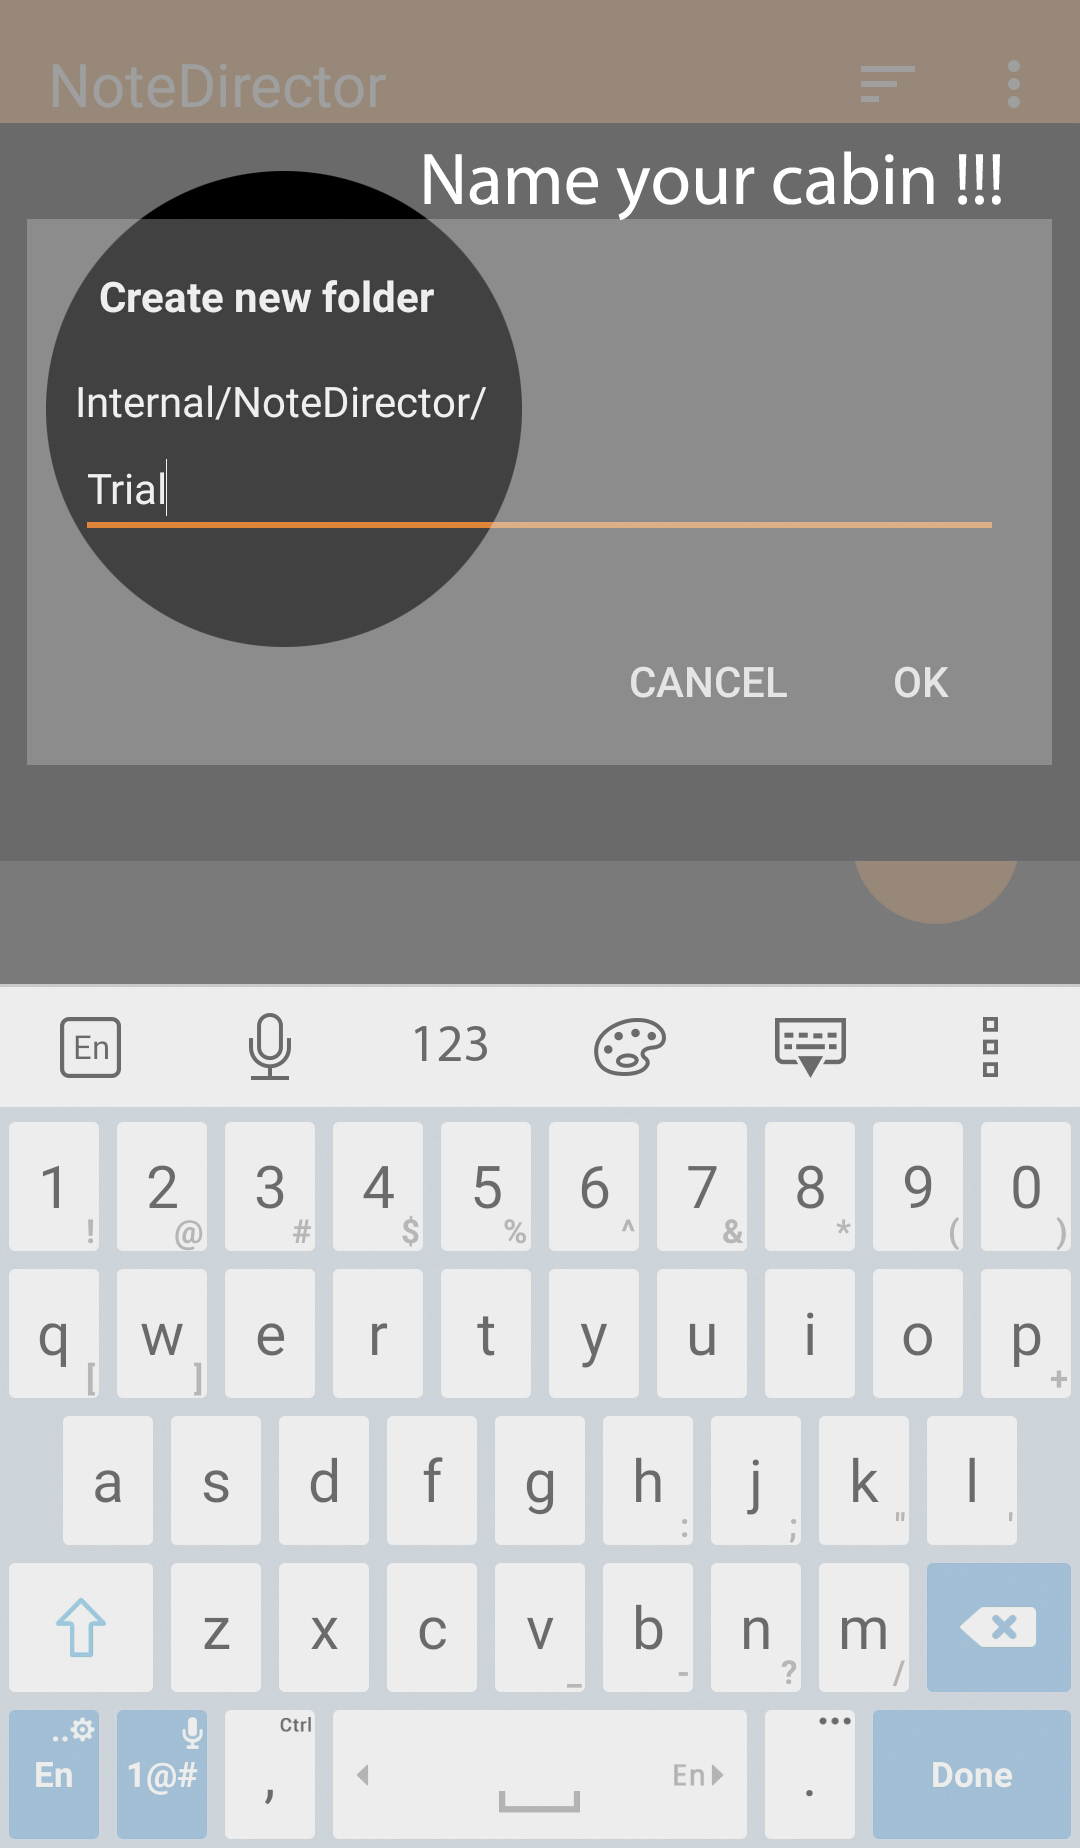 NoteDirector
Name your cabin !!!
Create new folder
Internal/NoteDirector/
Trial
CANCEL OK
En 123
1 ! 2 @ 3 # 4 $ 5 % 6 ^ 7 & 8 * 9 ( 0 )
q [ w ] e r t y u i o p +
a s d f g h : j ; k " l '
z x c v _ b - n ? m /
En 1@# Ctrl , En . Done